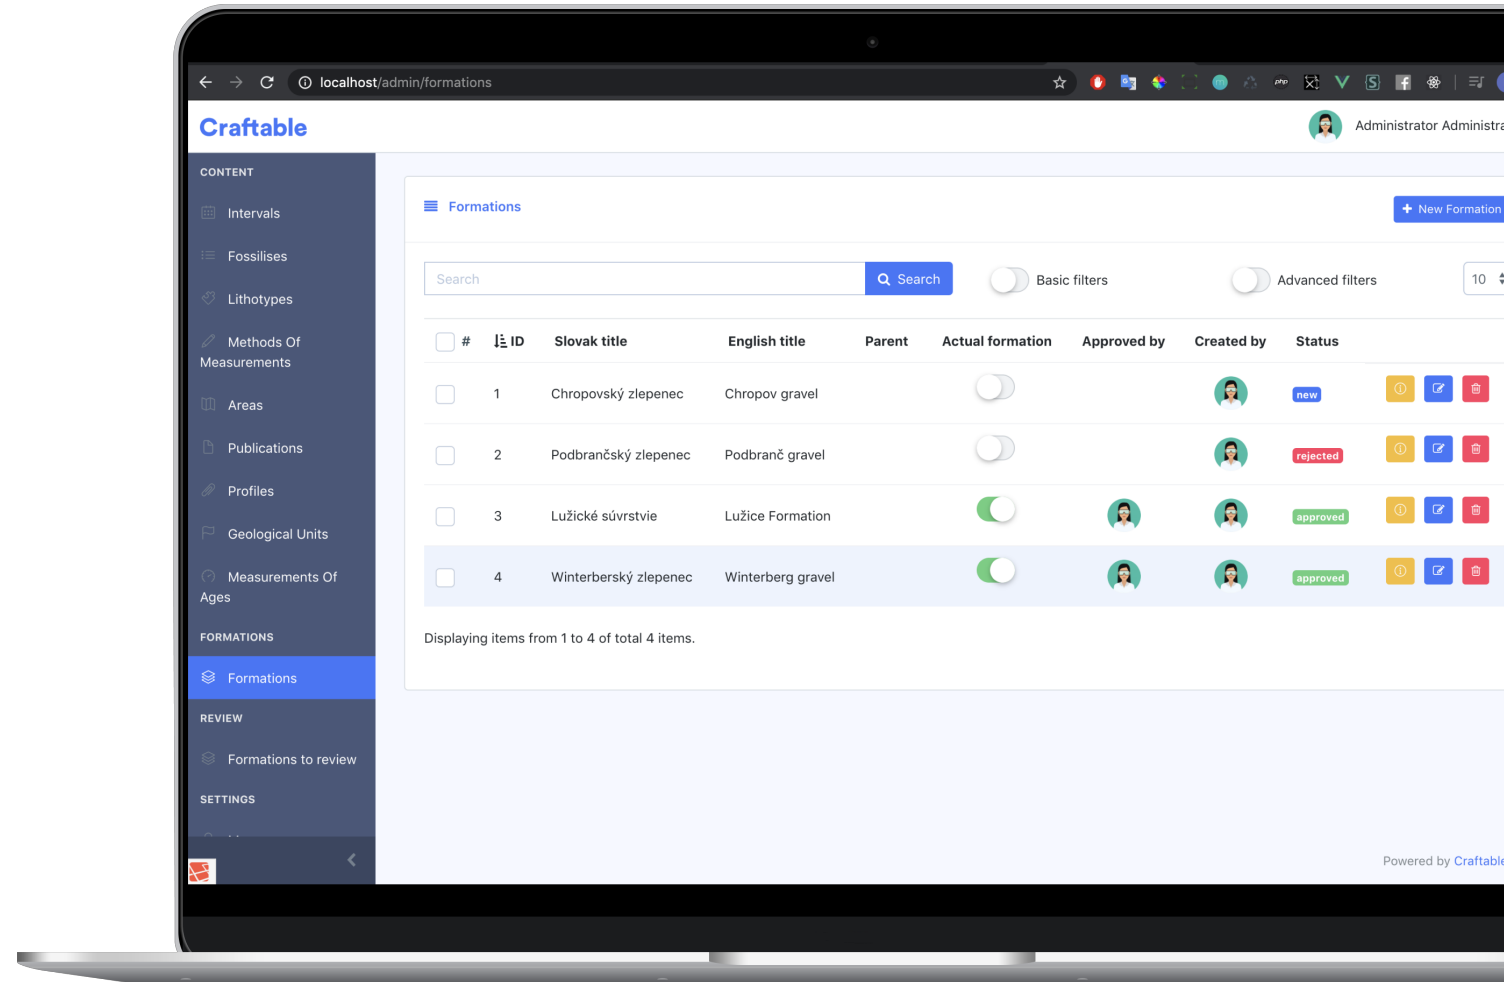 localhost/admin/formations
php
Craftable
Administrator
CONTENT
Intervals
Fossilises
Lithotypes
Methods Of
Measurements
Areas
Publications
Profiles
Geological Units
Measurements Of
Ages
FORMATIONS
Formations
REVIEW
Formations to review
SETTINGS
Formations
+ New Formation
Search
Search
Basic filters
Advanced filters
10
# ID Slovak title English title Parent Actual formation Approved by Created by Status
1 Chropovský zlepenec Chropov gravel new
2 Podbrančský zlepenec Podbranč gravel rejected
3 Lužické súvrstvie Lužice Formation approved
4 Winterberský zlepenec Winterberg gravel approved
Displaying items from 1 to 4 of total 4 items.
Powered by Craftable